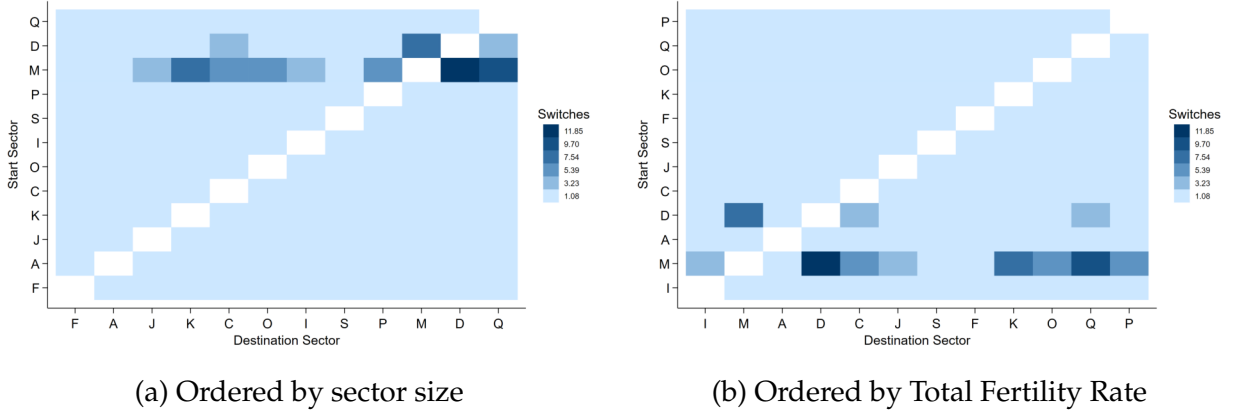 Start Sector
Q
D
M
P
S
I
O
C
K
J
A
F
F A J K C O I S P M D Q
Destination Sector
Switches
11.85
9.70
7.54
5.39
3.23
1.08
(a) Ordered by sector size
Start Sector
P
Q
O
K
F
S
J
C
D
A
M
I
I M A D C J S F K O Q P
Destination Sector
Switches
11.85
9.70
7.54
5.39
3.23
1.08
(b) Ordered by Total Fertility Rate